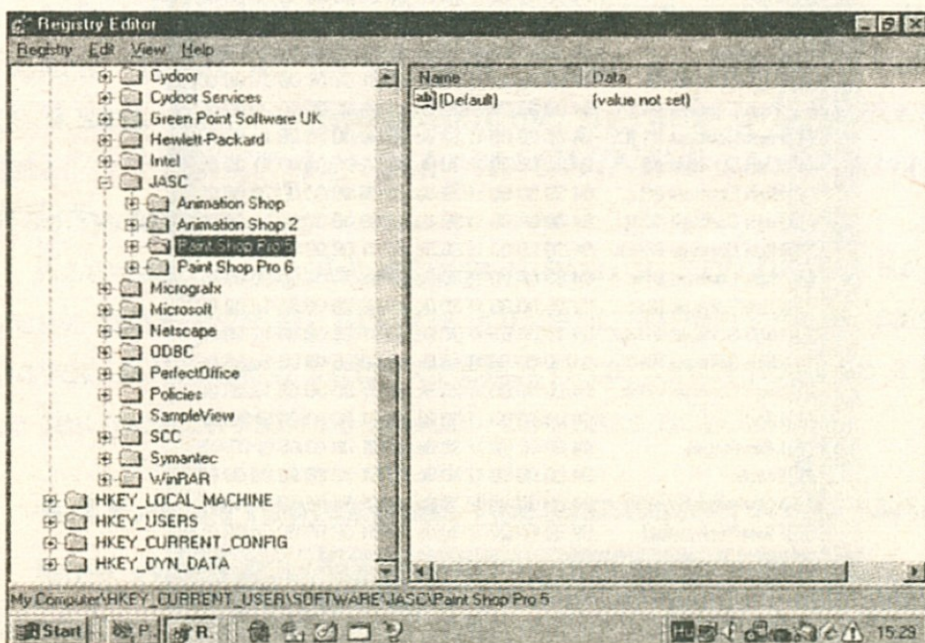 Registry Editor
Registry Edit View Help
Cydoor
Cydoor Services
Green Point Software UK
Hewlett-Packard
Intel
JASC
Animation Shop
Animation Shop 2
Paint Shop Pro 5
Paint Shop Pro 6
Micrografx
Microsoft
Netscape
ODBC
PerfectOffice
Policies
SampleView
SCC
Symantec
WinRAR
HKEY_LOCAL_MACHINE
HKEY_USERS
HKEY_CURRENT_CONFIG
HKEY_DYN_DATA
Name Data
ab (Default) (value not set)
My Computer\HKEY_CURRENT_USER\SOFTWARE\JASC\Paint Shop Pro 5
Start P. R. 15:29